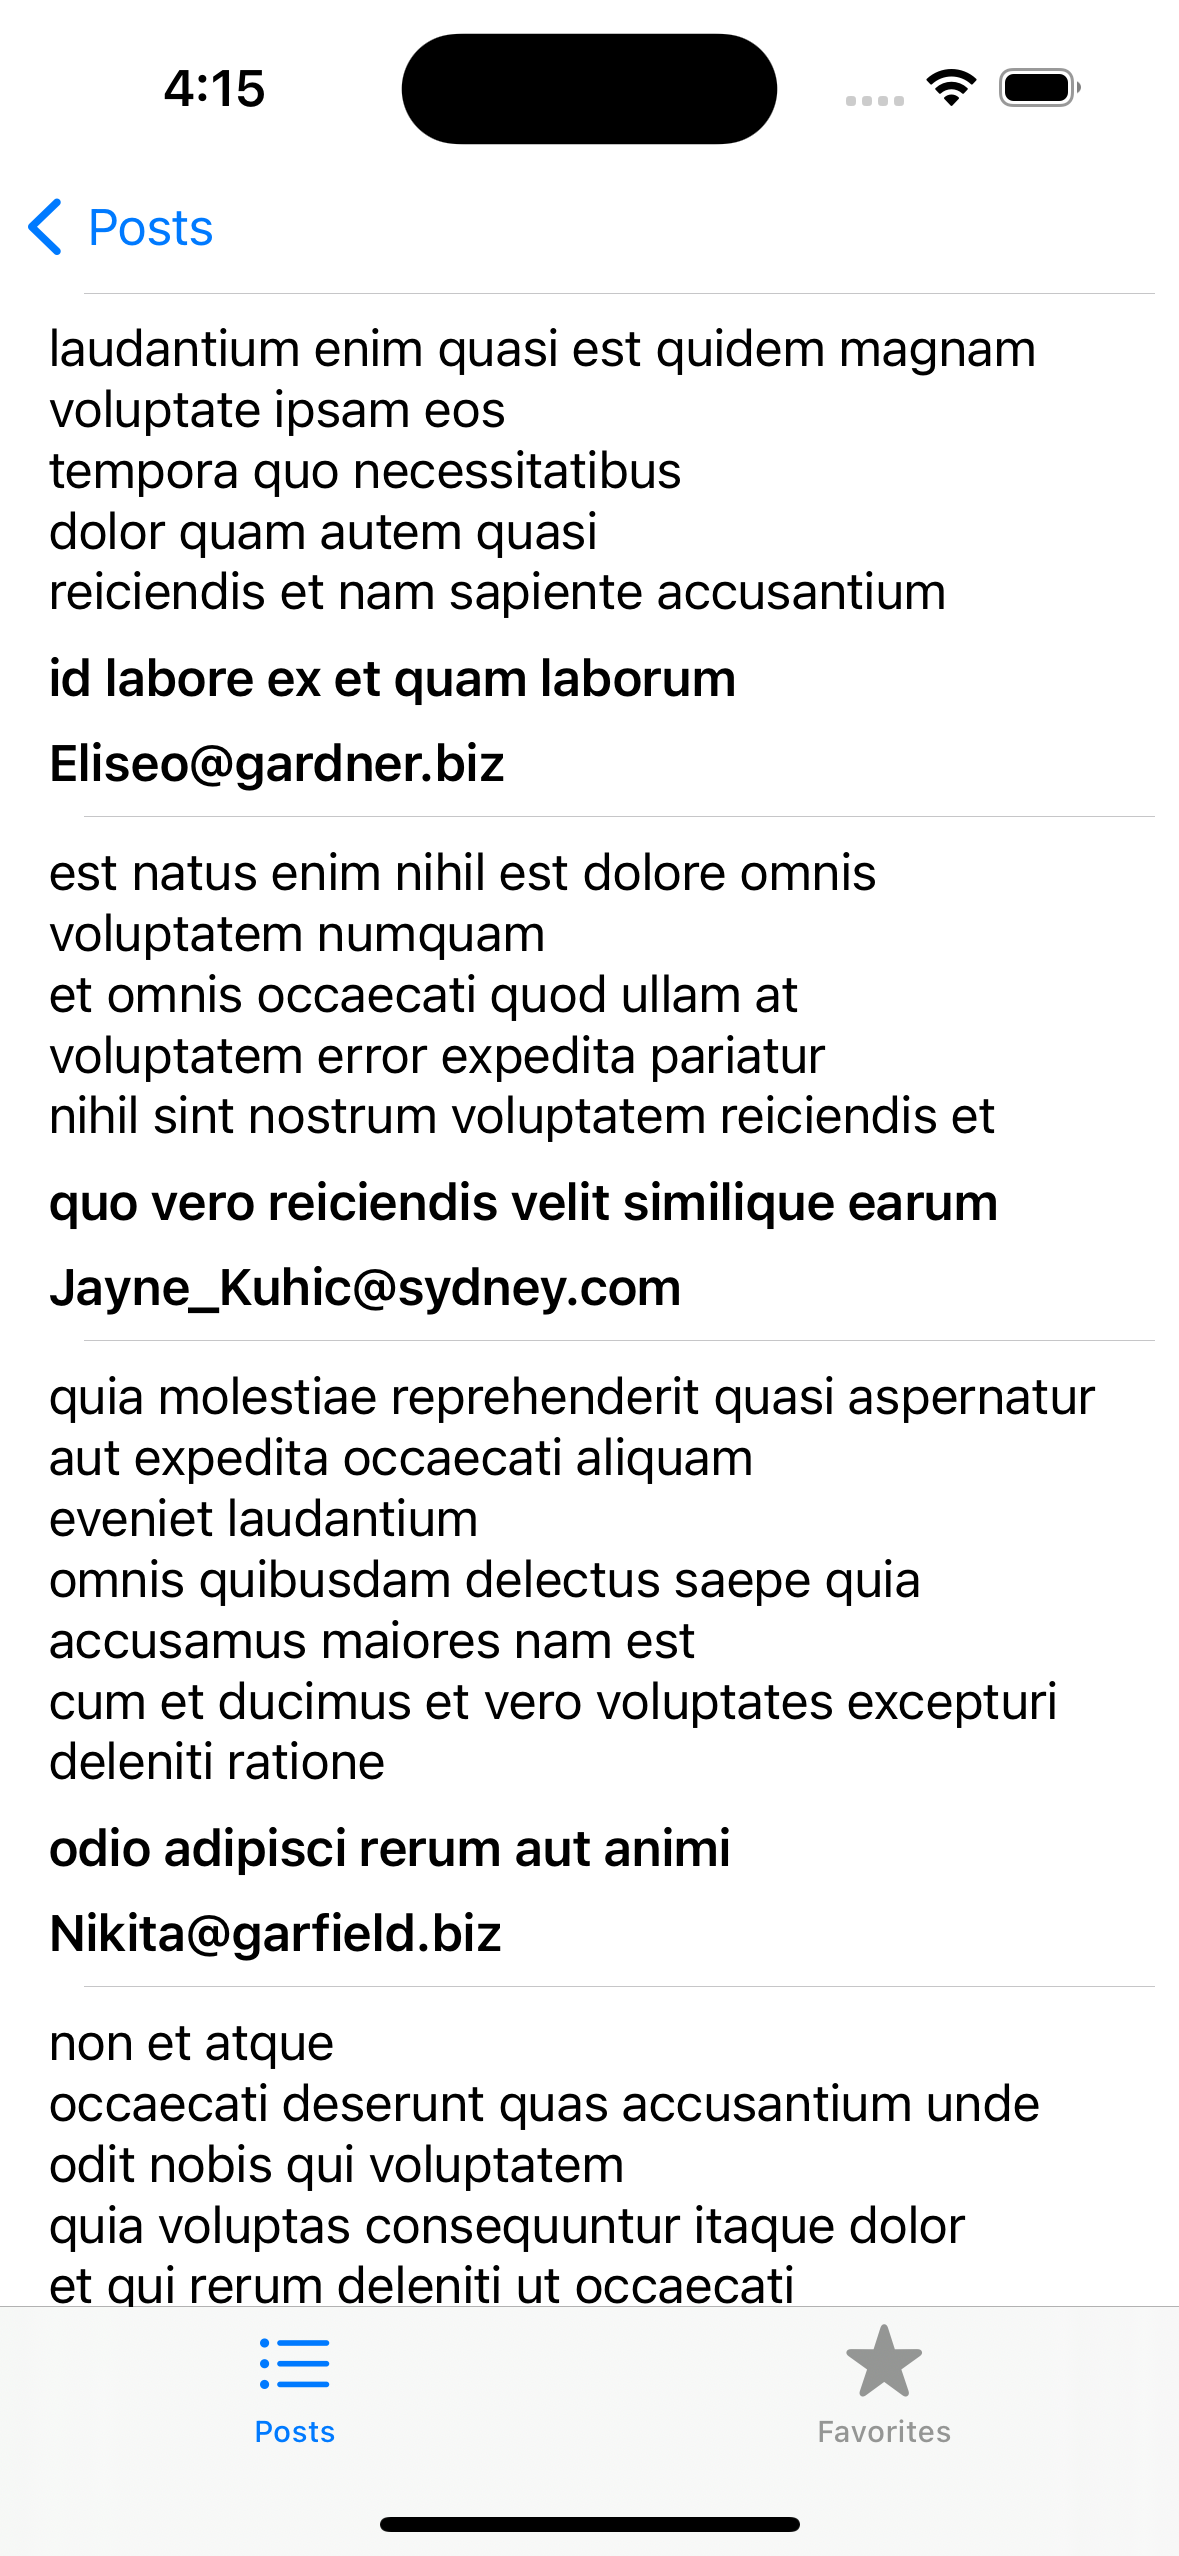 4:15
Posts
laudantium enim quasi est quidem magnam
voluptate ipsam eos
tempora quo necessitatibus
dolor quam autem quasi
reiciendis et nam sapiente accusantium
id labore ex et quam laborum
Eliseo@gardner.biz
est natus enim nihil est dolore omnis
voluptatem numquam
et omnis occaecati quod ullam at
voluptatem error expedita pariatur
nihil sint nostrum voluptatem reiciendis et
quo vero reiciendis velit similique earum
Jayne_Kuhic@sydney.com
quia molestiae reprehenderit quasi aspernatur
aut expedita occaecati aliquam
eveniet laudantium
omnis quibusdam delectus saepe quia
accusamus maiores nam est
cum et ducimus et vero voluptates excepturi
deleniti ratione
odio adipisci rerum aut animi
Nikita@garfield.biz
non et atque
occaecati deserunt quas accusantium unde
odit nobis qui voluptatem
quia voluptas consequuntur itaque dolor
et qui rerum deleniti ut occaecati
Posts
Favorites